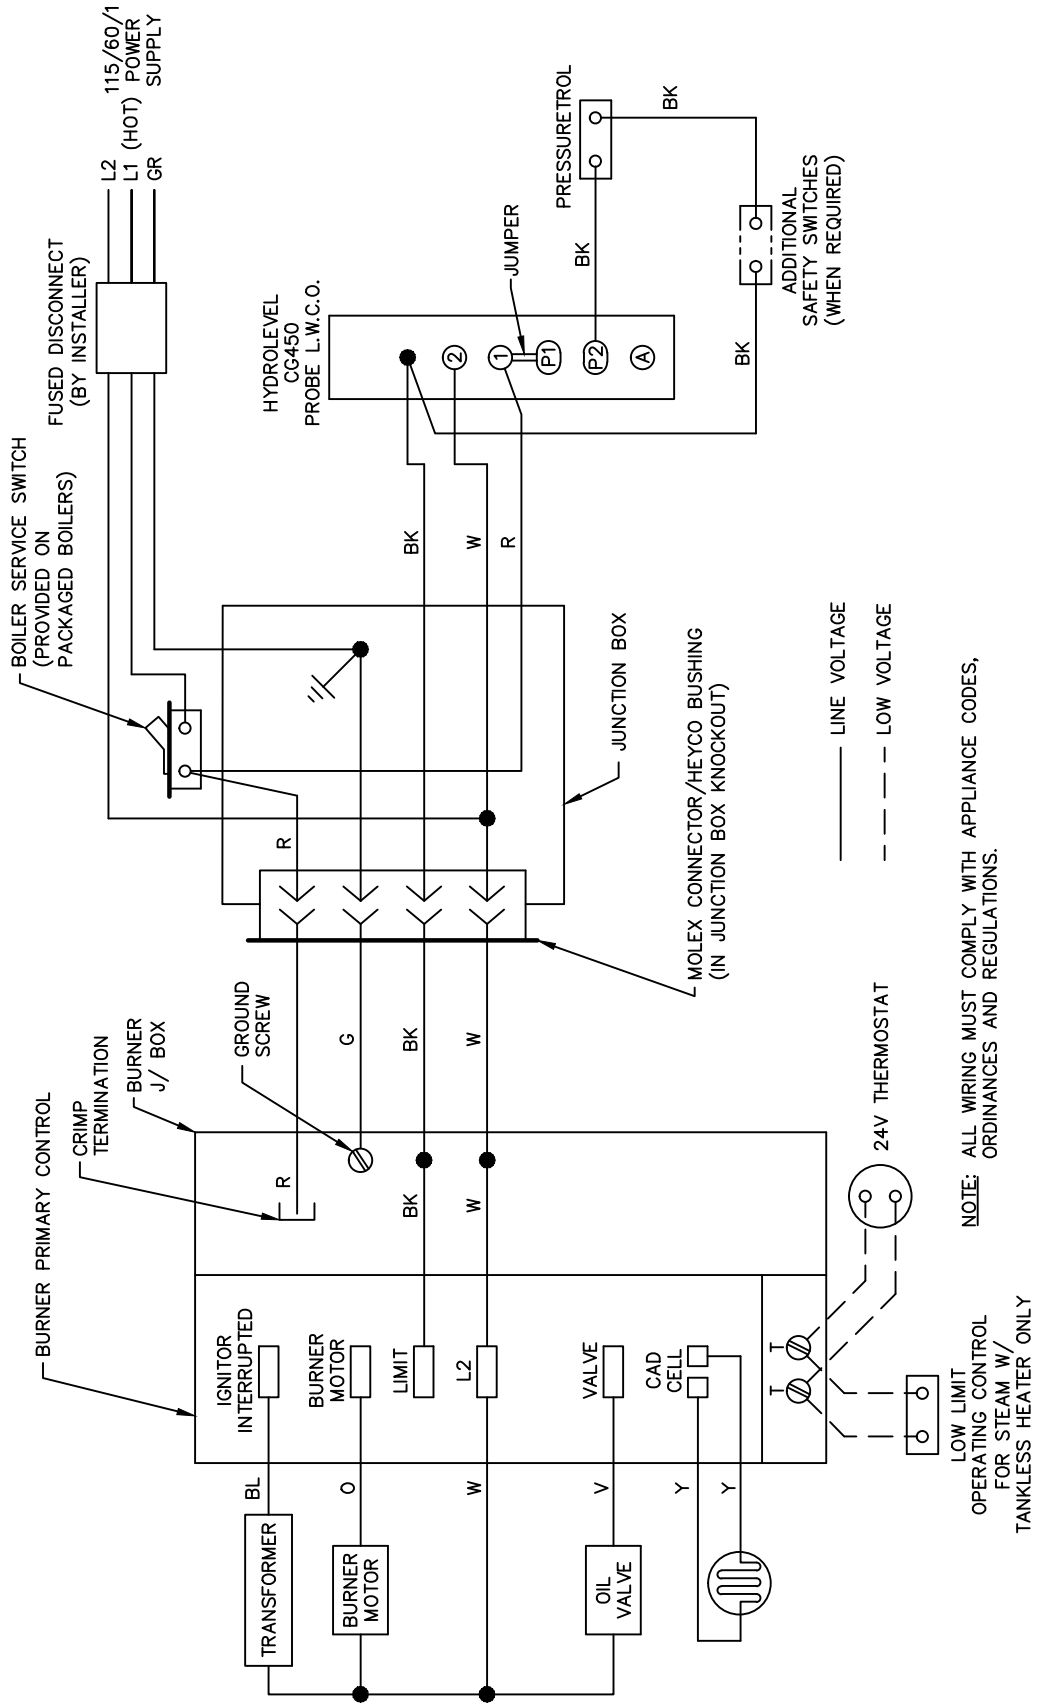 115/60/1
POWER
SUPPLY
L2
L1 (HOT)
GR
FUSED DISCONNECT
(BY INSTALLER)
BOILER SERVICE SWITCH
(PROVIDED ON
PACKAGED BOILERS)
HYDROLEVEL
CG450
PROBE L.W.C.O.
2
1
P1
P2
A
JUMPER
PRESSURETROL
BK
BK
BK
ADDITIONAL
SAFETY SWITCHES
(WHEN REQUIRED)
BK
W
R
JUNCTION BOX
R
MOLEX CONNECTOR/HEYCO BUSHING
(IN JUNCTION BOX KNOCKOUT)
LINE VOLTAGE
LOW VOLTAGE
NOTE: ALL WIRING MUST COMPLY WITH APPLIANCE CODES,
ORDINANCES AND REGULATIONS.
BURNER PRIMARY CONTROL
CRIMP
TERMINATION
BURNER
J/ BOX
GROUND
SCREW
G
BK
W
R
BK
W
24V THERMOSTAT
IGNITOR
INTERRUPTED
BURNER
MOTOR
LIMIT
L2
VALVE
CAD
CELL
T
T
LOW LIMIT
OPERATING CONTROL
FOR STEAM W/
TANKLESS HEATER ONLY
BL
O
W
V
Y
Y
TRANSFORMER
BURNER
MOTOR
OIL
VALVE